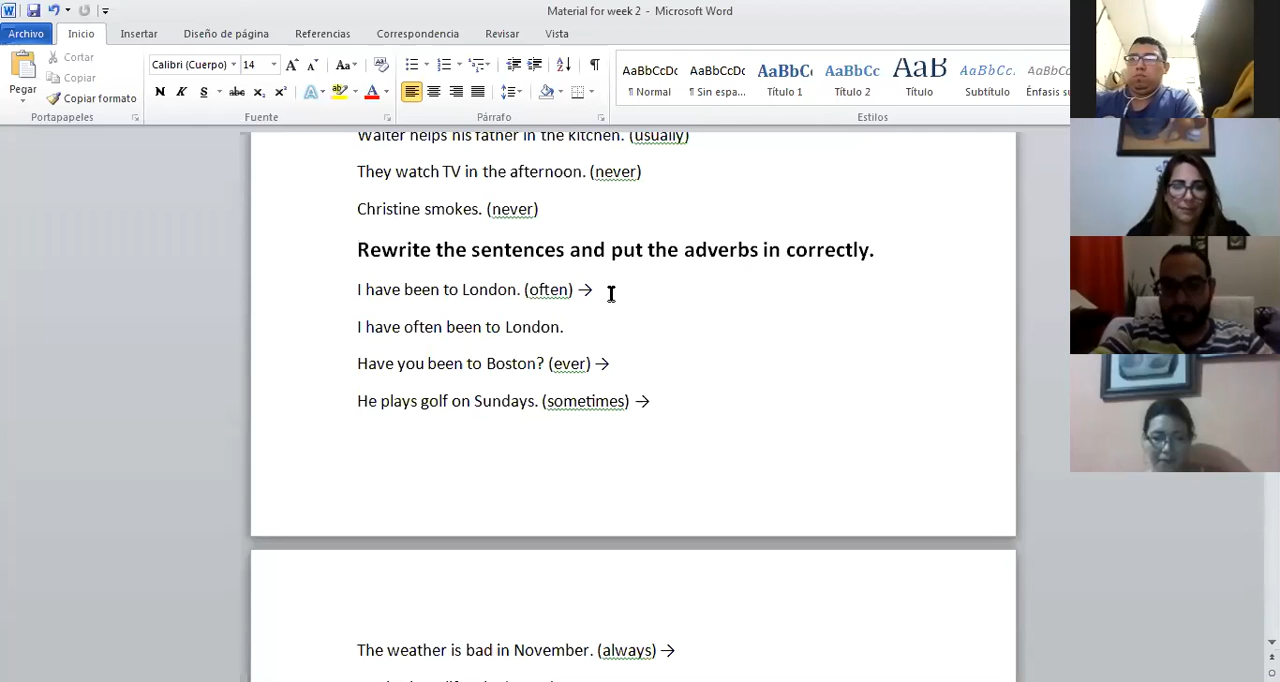 Material for week 2 - Microsoft Word
Archivo Inicio Insertar Diseño de página Referencias Correspondencia Revisar Vista
Pegar
Cortar
Copiar
Copiar formato
Portapapeles
Calibri (Cuerpo) 14
Fuente
Párrafo
AaBbCcDc ¶ Normal
AaBbCcDc ¶ Sin espa...
AaBbC Título 1
AaBbCc Título 2
AaB Título
AaBbCc. Subtítulo
AaBbCcDc Énfasis su
Estilos
Walter helps his father in the kitchen. (usually)
They watch TV in the afternoon. (never)
Christine smokes. (never)
Rewrite the sentences and put the adverbs in correctly.
I have been to London. (often) →
I have often been to London.
Have you been to Boston? (ever) →
He plays golf on Sundays. (sometimes) →
The weather is bad in November. (always) →